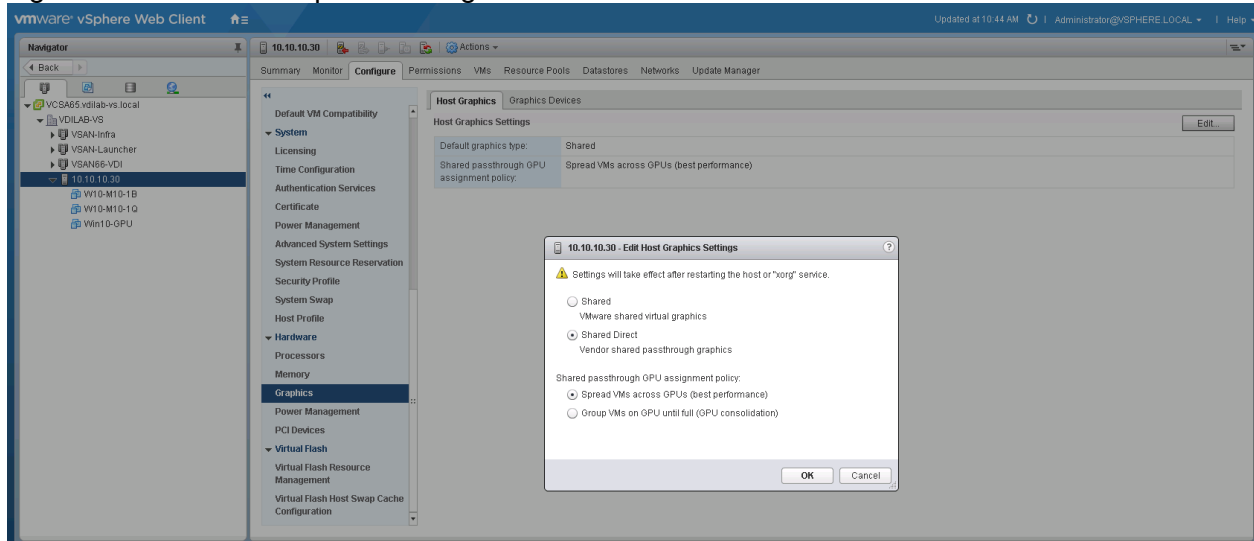 vmware® vSphere Web Client
Updated at 10:44 AM | Administrator@VSPHERE.LOCAL | Help
Navigator
Back
VCSA65.vdilab-vs.local
VDILAB-VS
VSAN-Infra
VSAN-Launcher
VSAN66-VDI
10.10.10.30
W10-M10-1B
W10-M10-1Q
Win10-GPU
10.10.10.30 Actions
Summary Monitor Configure Permissions VMs Resource Pools Datastores Networks Update Manager
Default VM Compatibility
System
Licensing
Time Configuration
Authentication Services
Certificate
Power Management
Advanced System Settings
System Resource Reservation
Security Profile
System Swap
Host Profile
Hardware
Processors
Memory
Graphics
Power Management
PCI Devices
Virtual Flash
Virtual Flash Resource
Management
Virtual Flash Host Swap Cache
Configuration
Host Graphics Graphics Devices
Host Graphics Settings Edit...
Default graphics type: Shared
Shared passthrough GPU Spread VMs across GPUs (best performance)
assignment policy:
10.10.10.30 - Edit Host Graphics Settings ?
Settings will take effect after restarting the host or "xorg" service.
Shared
VMware shared virtual graphics
Shared Direct
Vendor shared passthrough graphics
Shared passthrough GPU assignment policy:
Spread VMs across GPUs (best performance)
Group VMs on GPU until full (GPU consolidation)
OK Cancel